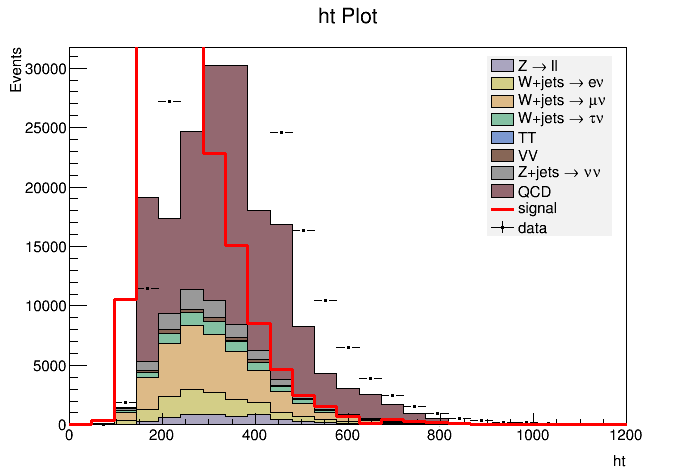 ht Plot
Events
30000
25000
20000
15000
10000
5000
0
0
200
400
600
800
1000
1200
ht
Z → ll
W+jets → eν
W+jets → μν
W+jets → τν
TT
VV
Z+jets → νν
QCD
signal
data